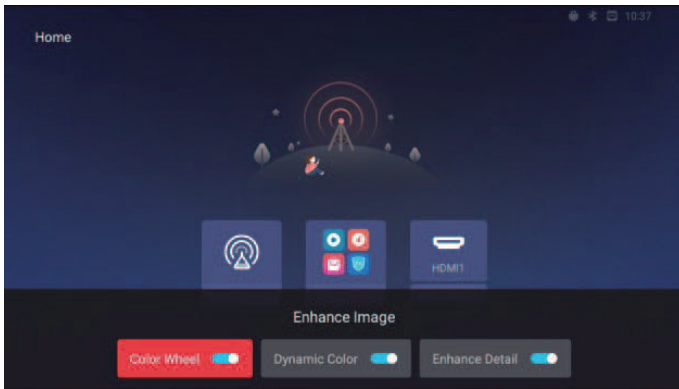 10:37
Home
HDMI1
Enhance Image
Color Wheel
Dynamic Color
Enhance Detail